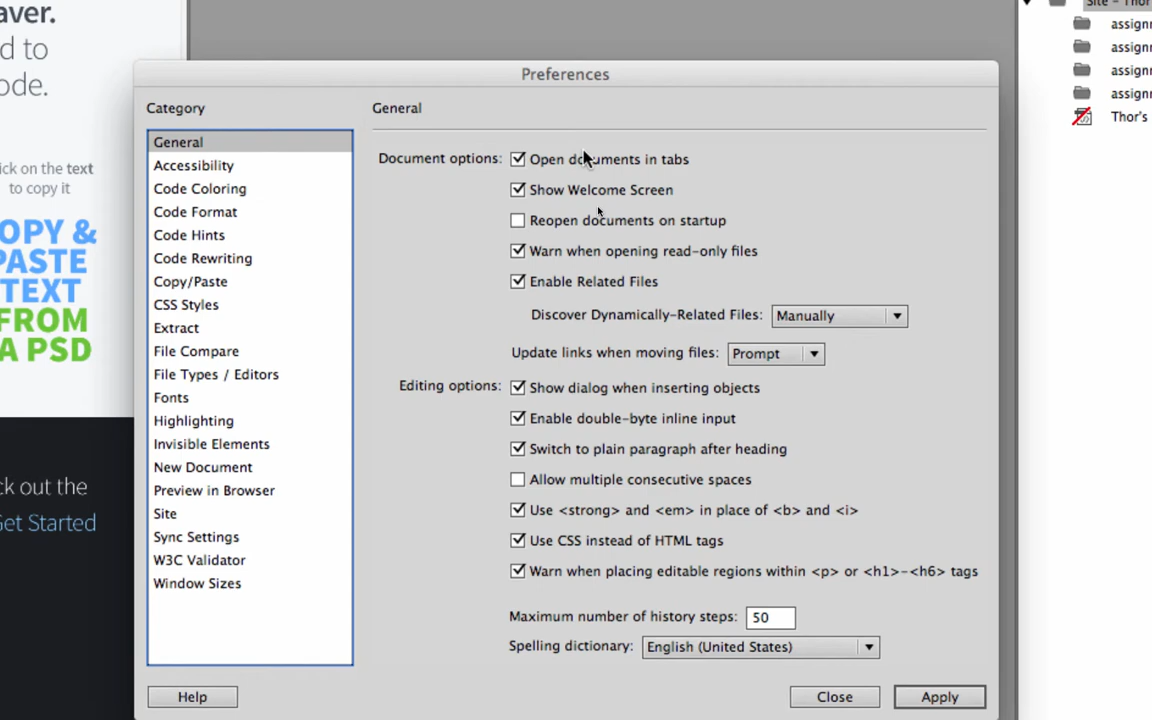 aver.
d to
ode.
ick on the text
to copy it
OPY &
PASTE
TEXT
FROM
A PSD
ck out the
Get Started
Preferences
Category
General
Accessibility
Code Coloring
Code Format
Code Hints
Code Rewriting
Copy/Paste
CSS Styles
Extract
File Compare
File Types / Editors
Fonts
Highlighting
Invisible Elements
New Document
Preview in Browser
Site
Sync Settings
W3C Validator
Window Sizes
General
Document options:
Open documents in tabs
Show Welcome Screen
Reopen documents on startup
Warn when opening read-only files
Enable Related Files
Discover Dynamically-Related Files: Manually
Update links when moving files: Prompt
Editing options:
Show dialog when inserting objects
Enable double-byte inline input
Switch to plain paragraph after heading
Allow multiple consecutive spaces
Use <strong> and <em> in place of <b> and <i>
Use CSS instead of HTML tags
Warn when placing editable regions within <p> or <h1>-<h6> tags
Maximum number of history steps: 50
Spelling dictionary: English (United States)
Help
Close
Apply
Site - Thor
assignr
assignr
assignr
assignr
Thor's